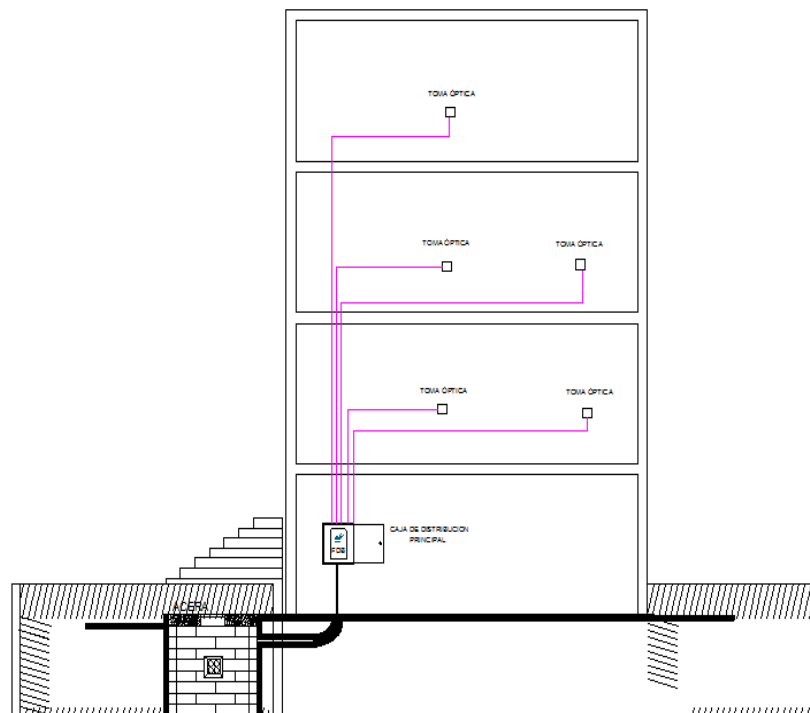 TOMA ÓPTICA
TOMA ÓPTICA
TOMA ÓPTICA
TOMA ÓPTICA
TOMA ÓPTICA
CAJA DE DISTRIBUCION
PRINCIPAL
FDB
ACERA